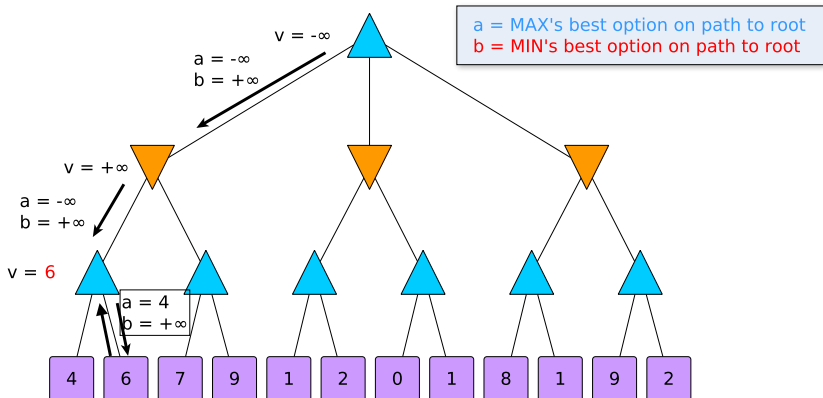 v = -∞
a = MAX's best option on path to root
b = MIN's best option on path to root
a = -∞
b = +∞
v = +∞
a = -∞
b = +∞
v = 6
a = 4
b = +∞
4 6 7 9 1 2 0 1 8 1 9 2